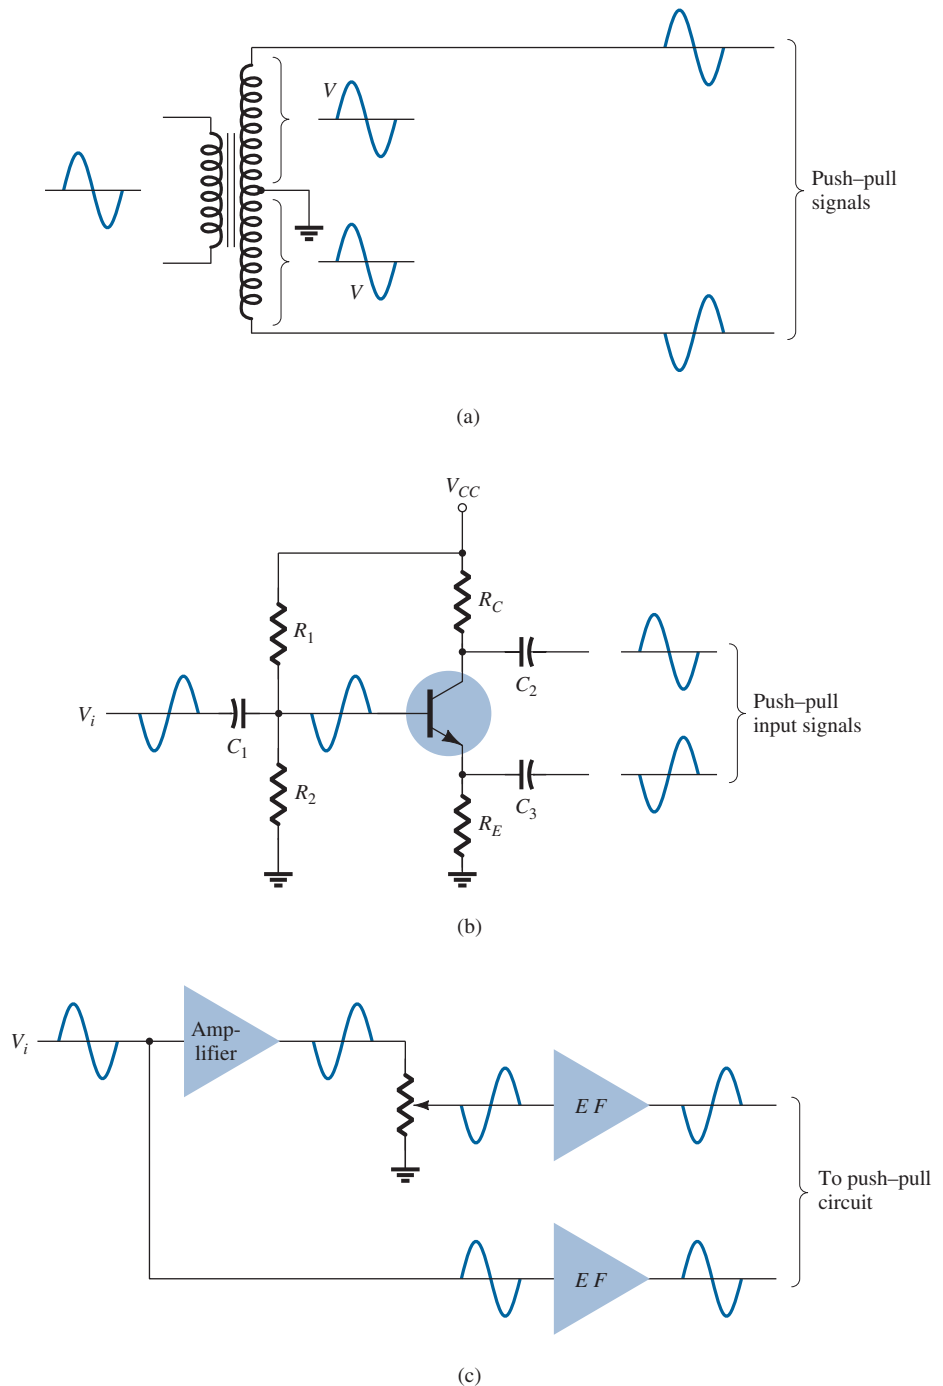 V
Push–pull
signals
V
(a)
V_CC
R_C
R_1
C_2
V_i
C_1
Push–pull
input signals
R_2
C_3
R_E
(b)
V_i
Amp-
lifier
E F
To push–pull
circuit
E F
(c)